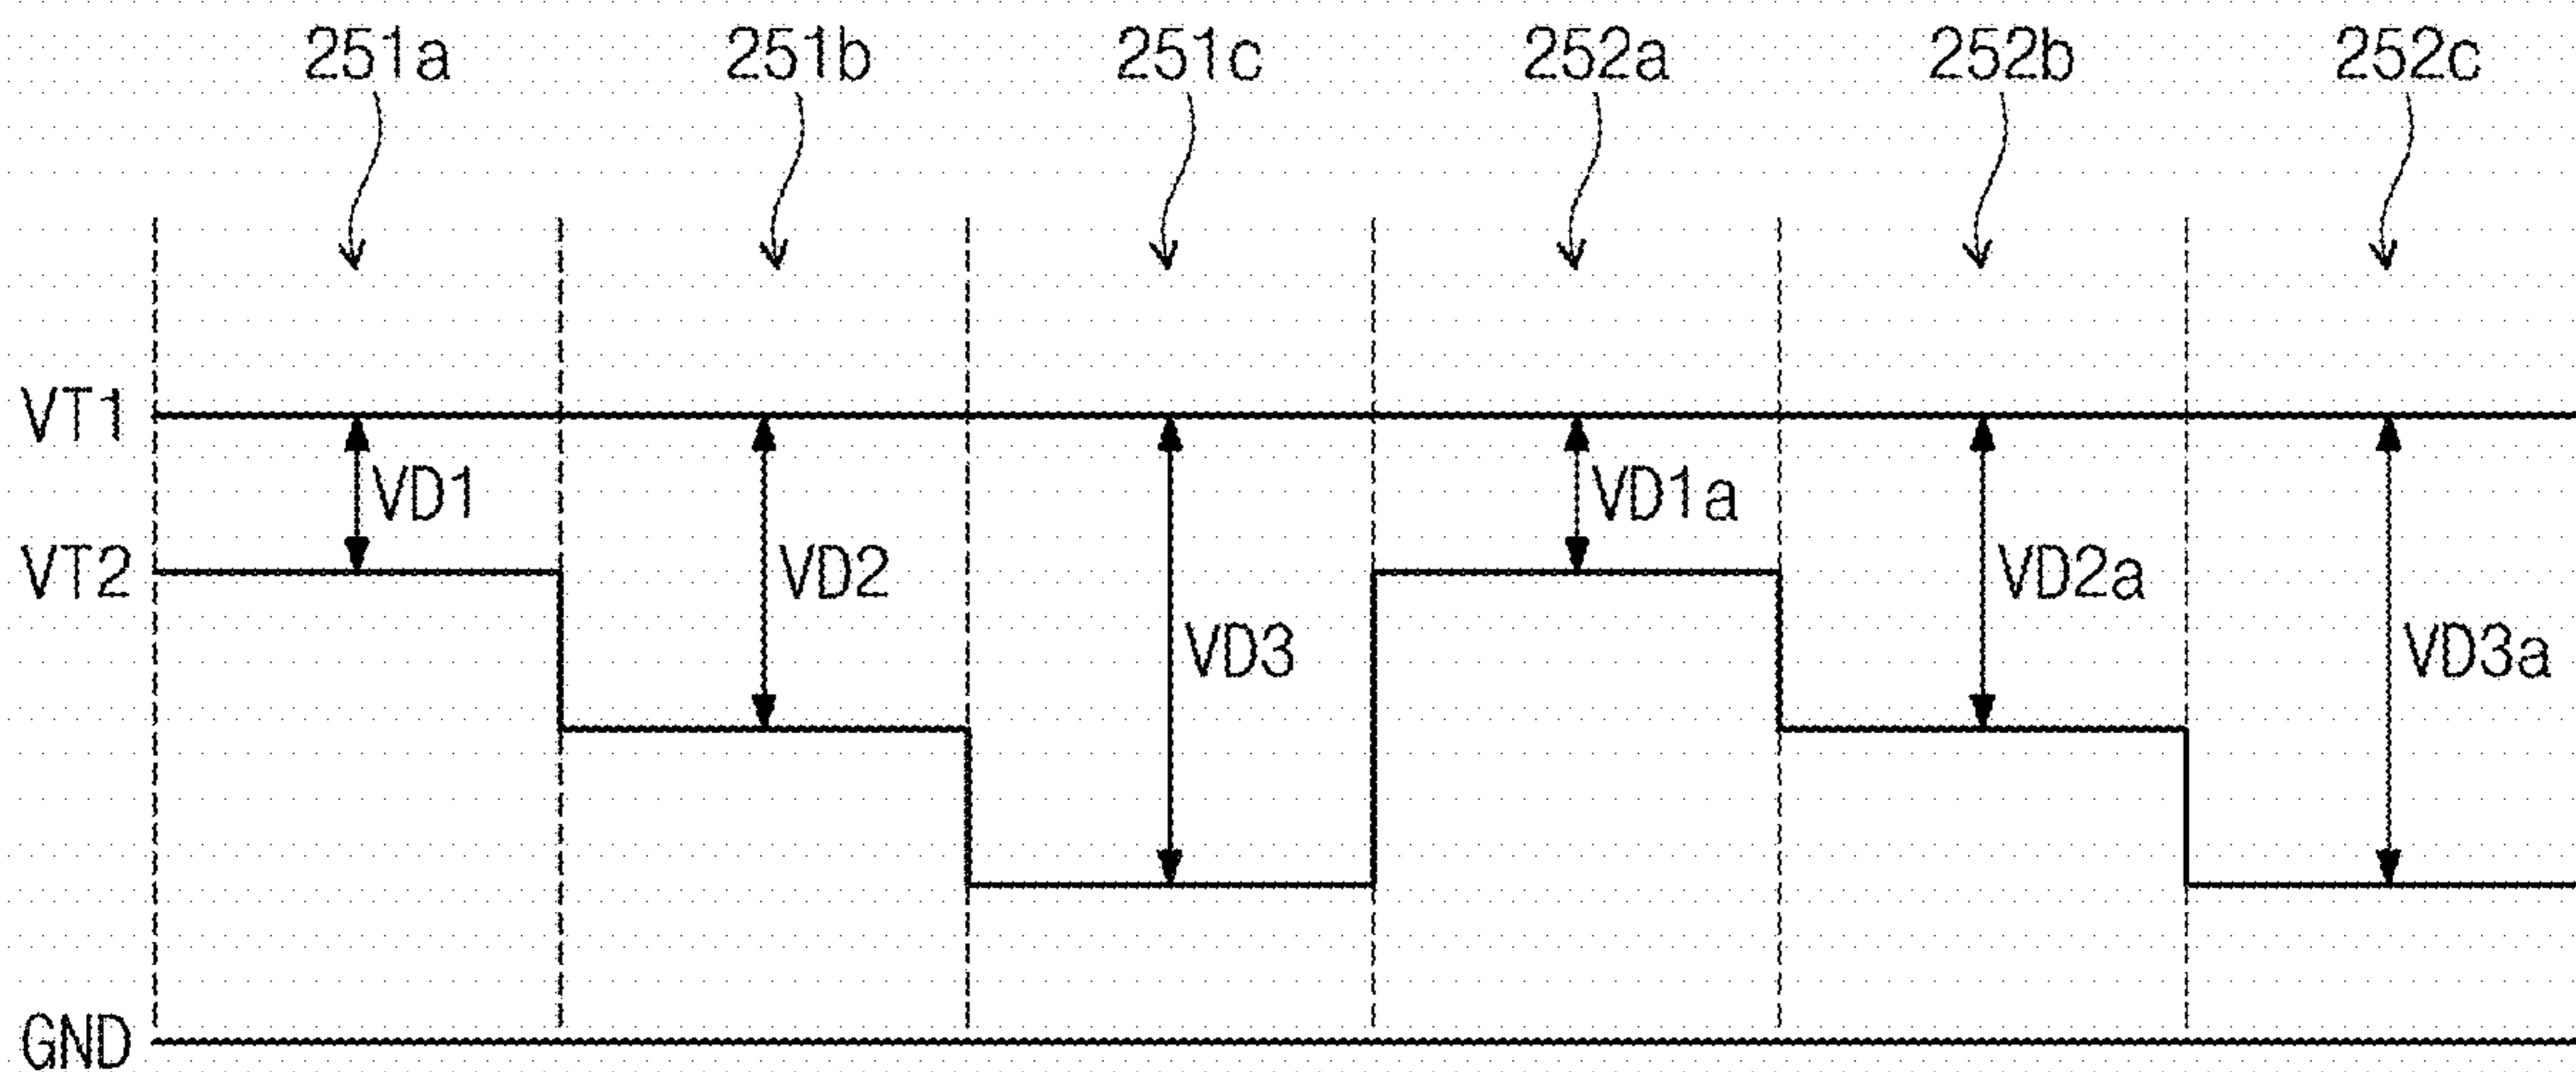 251a 251b 251c 252a 252b 252c
VT1
VD1 VD1a
VT2 VD2 VD2a
VD3 VD3a
GND